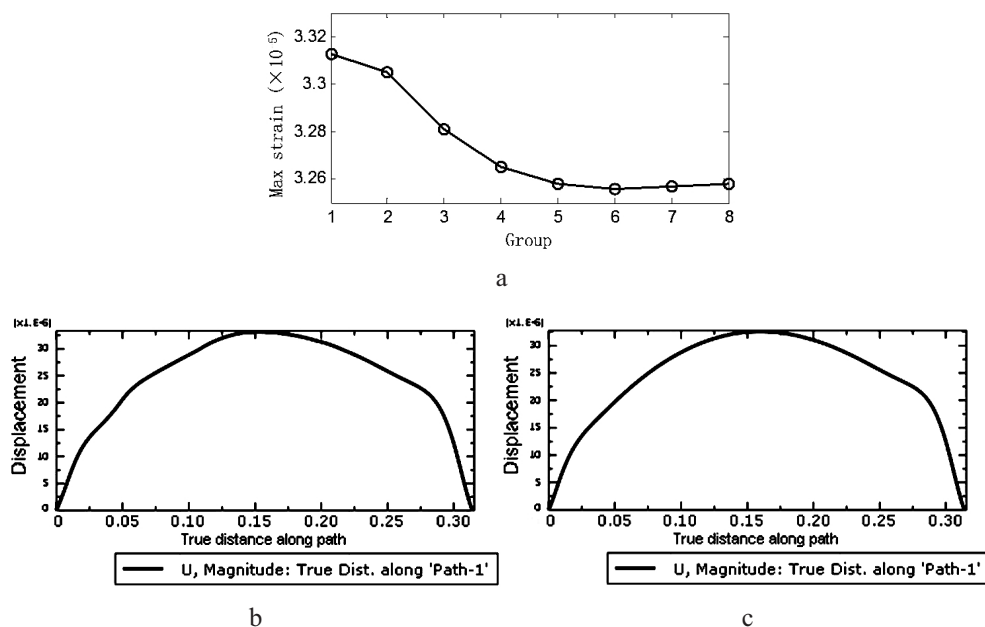 3.32
3.3
3.28
3.26
Max strain (×10⁵)
1 2 3 4 5 6 7 8
Group
a
[×1.E-6]
30
25
20
15
10
5
0
Displacement
0 0.05 0.10 0.15 0.20 0.25 0.30
True distance along path
U, Magnitude: True Dist. along 'Path-1'
b
[×1.E-6]
30
25
20
15
10
5
0
Displacement
0 0.05 0.10 0.15 0.20 0.25 0.30
True distance along path
U, Magnitude: True Dist. along 'Path-1'
c